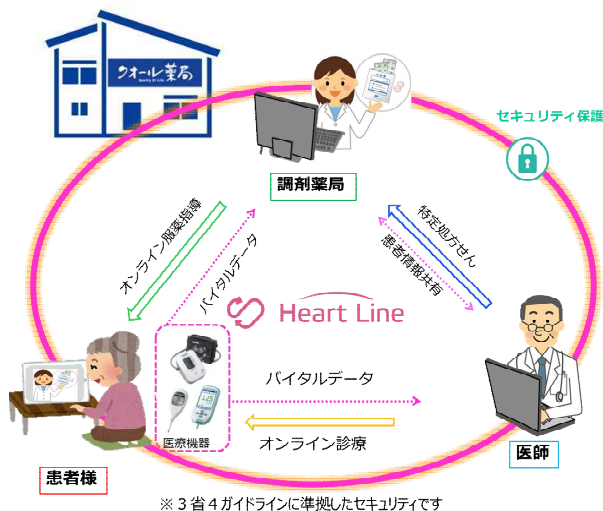 クオール薬局
Quality Of Life
セキュリティ保護
調剤薬局
オンライン服薬指導
バイタルデータ
特定処方せん
患者情報共有
Heart Line
バイタルデータ
医療機器
オンライン診療
患者様
医師
※３省４ガイドラインに準拠したセキュリティです